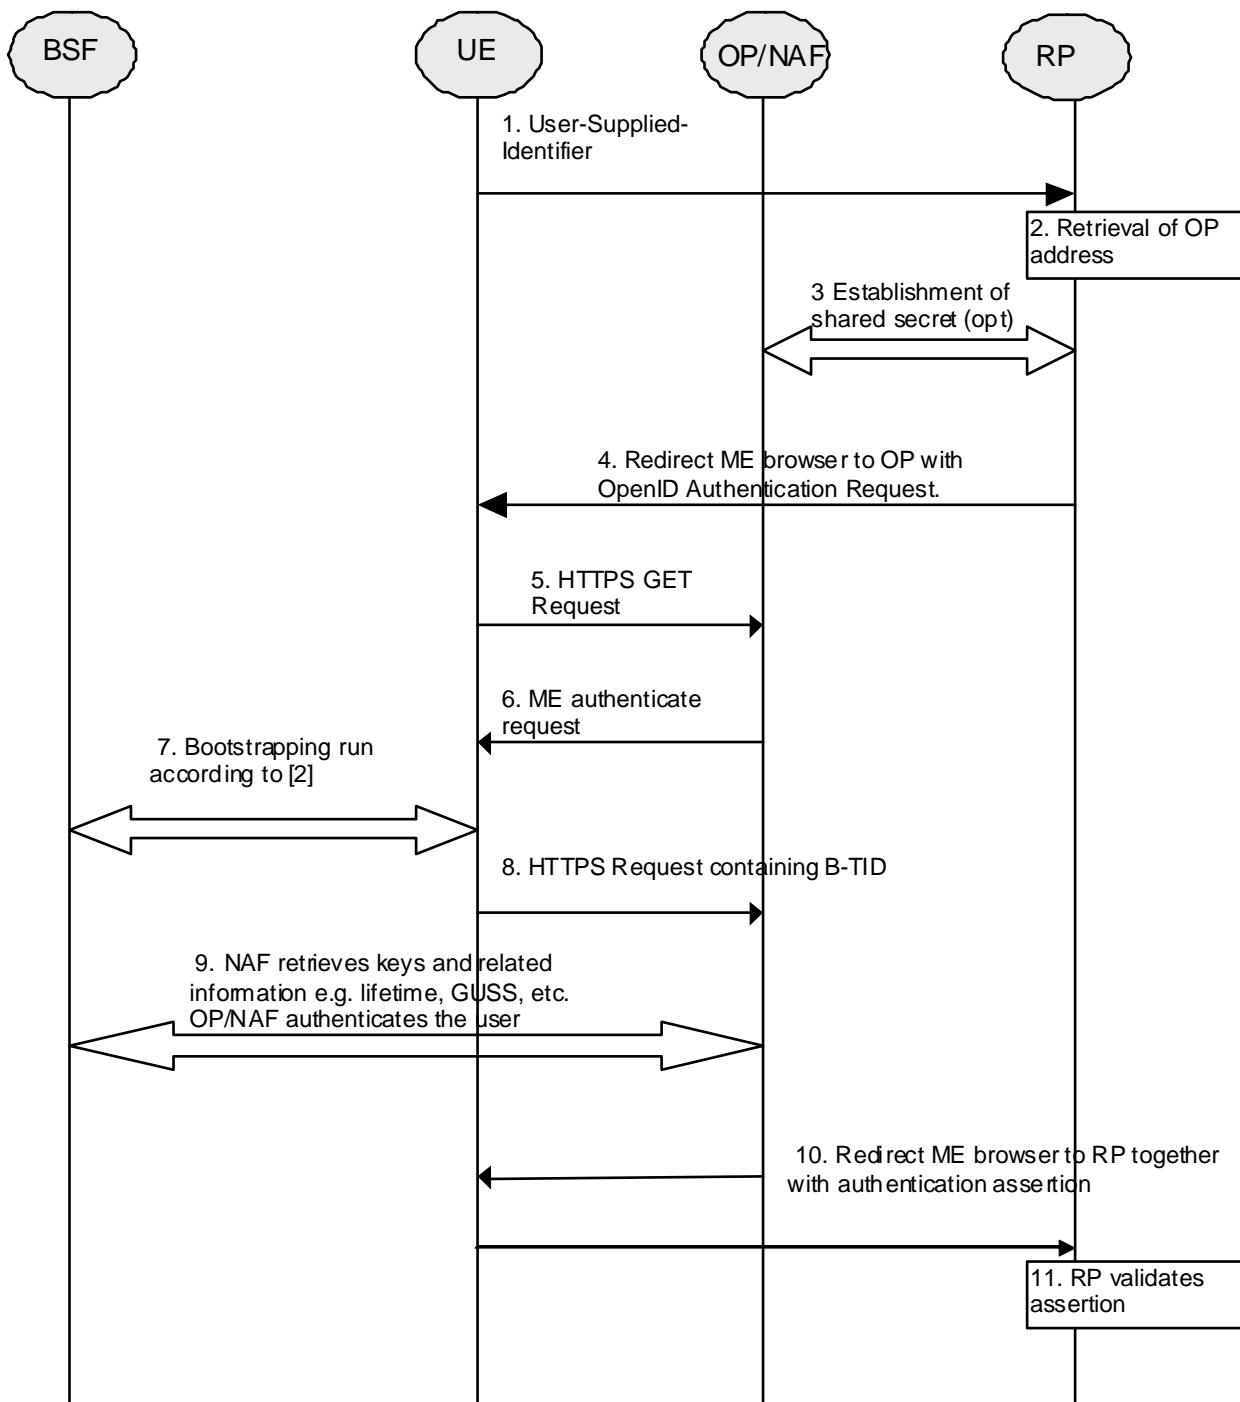 BSF
UE
OP/NAF
RP
1. User-Supplied-
Identifier
2. Retrieval of OP
address
3 Establishment of
shared secret (opt)
4. Redirect ME browser to OP with
OpenID Authentication Request.
5. HTTPS GET
Request
6. ME authenticate
request
7. Bootstrapping run
according to [2]
8. HTTPS Request containing B-TID
9. NAF retrieves keys and related
information e.g. lifetime, GUSS, etc.
OP/NAF authenticates the user
10. Redirect ME browser to RP together
with authentication assertion
11. RP validates
assertion